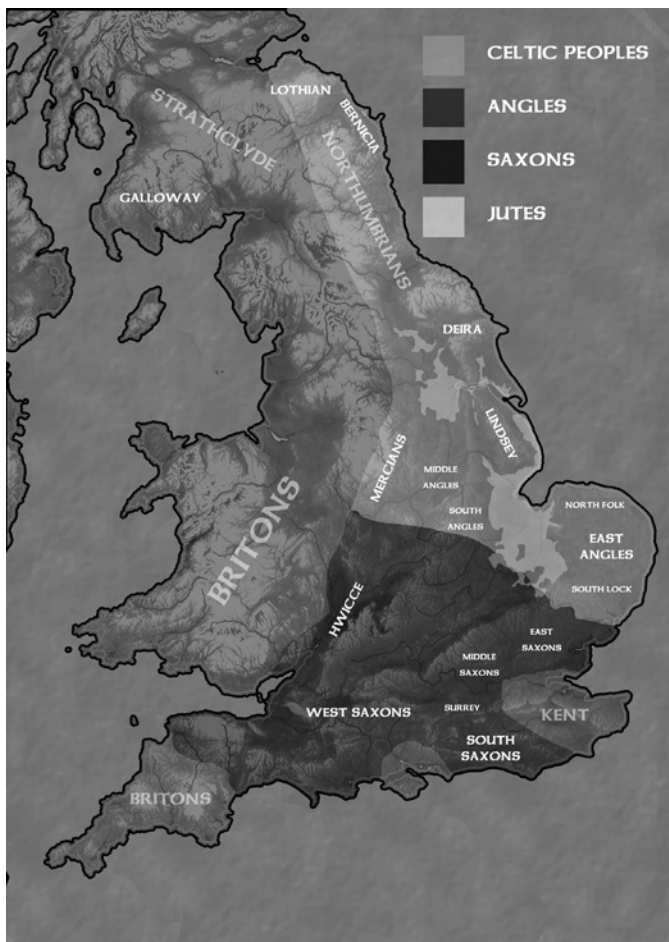 CELTIC PEOPLES
ANGLES
SAXONS
JUTES
LOTHIAN
BERNICIA
STRATHCLYDE
NORTHUMBRIANS
GALLOWAY
DEIRA
LINDSEY
MERCIANS
MIDDLE
ANGLES
SOUTH
ANGLES
NORTH FOLK
EAST
ANGLES
SOUTH LOCK
BRITONS
HWICCE
EAST
SAXONS
MIDDLE
SAXONS
WEST SAXONS
SURREY
KENT
SOUTH
SAXONS
BRITONS